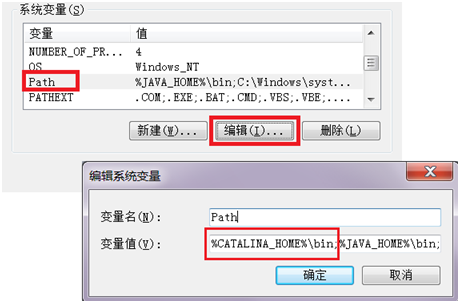 系统变量(S)
变量 值
NUMBER_OF_PR... 4
OS Windows_NT
Path %JAVA_HOME%\bin;C:\Windows\syst...
PATHEXT .COM;.EXE;.BAT;.CMD;.VBS;.VBE;....
新建(W)... 编辑(I)... 删除(L)
编辑系统变量
变量名(N): Path
变量值(V): %CATALINA_HOME%\bin;%JAVA_HOME%\bin;
确定 取消